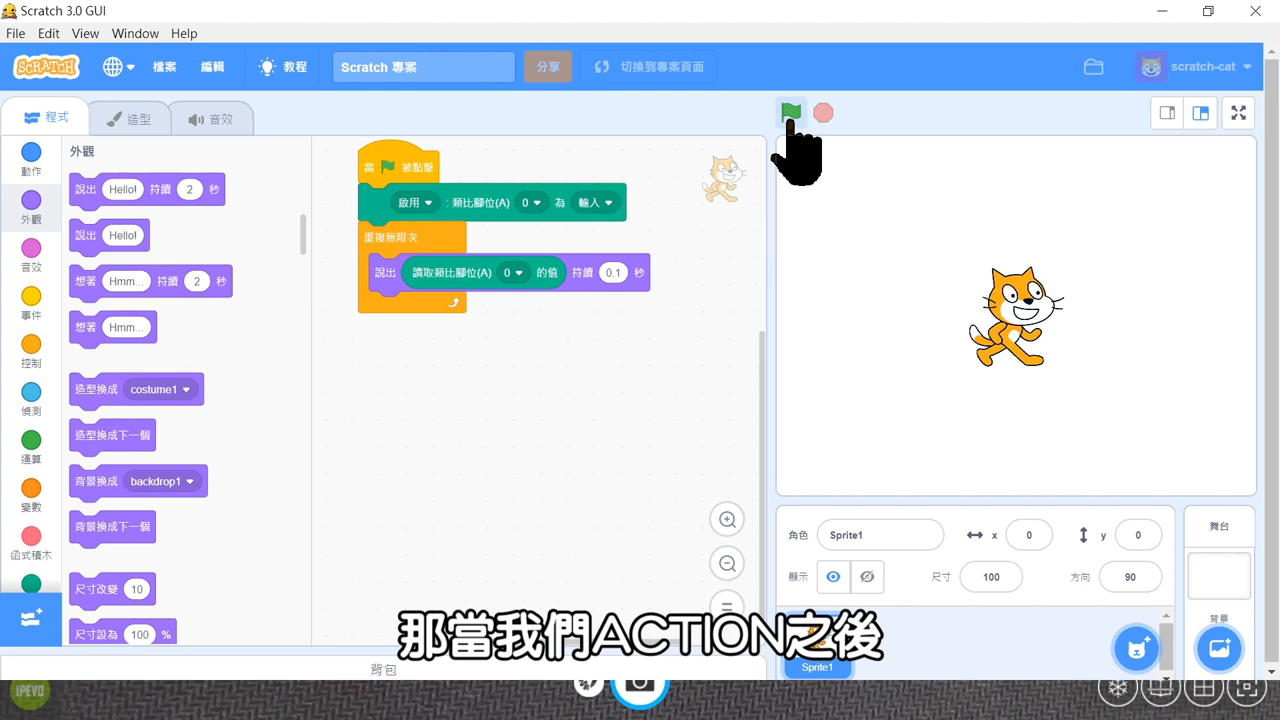 Scratch 3.0 GUI
File Edit View Window Help
SCRATCH 檔案 編輯 教程 Scratch 專案 分享 切換到專案頁面 scratch-cat
程式 造型 音效
動作
外觀
音效
事件
控制
偵測
運算
變數
函式積木
外觀
說出 Hello! 持續 2 秒
說出 Hello!
想著 Hmm... 持續 2 秒
想著 Hmm...
造型換成 costume1
造型換成下一個
背景換成 backdrop1
背景換成下一個
尺寸改變 10
尺寸設為 100 %
當 被點擊
啟用 : 類比腳位(A) 0 為 輸入
重複無限次
說出 讀取類比腳位(A) 0 的值 持續 0.1 秒
角色 Sprite1 x 0 y 0
顯示 尺寸 100 方向 90
Sprite1
舞台
背景
背包
那當我們ACTION之後
IPEVO